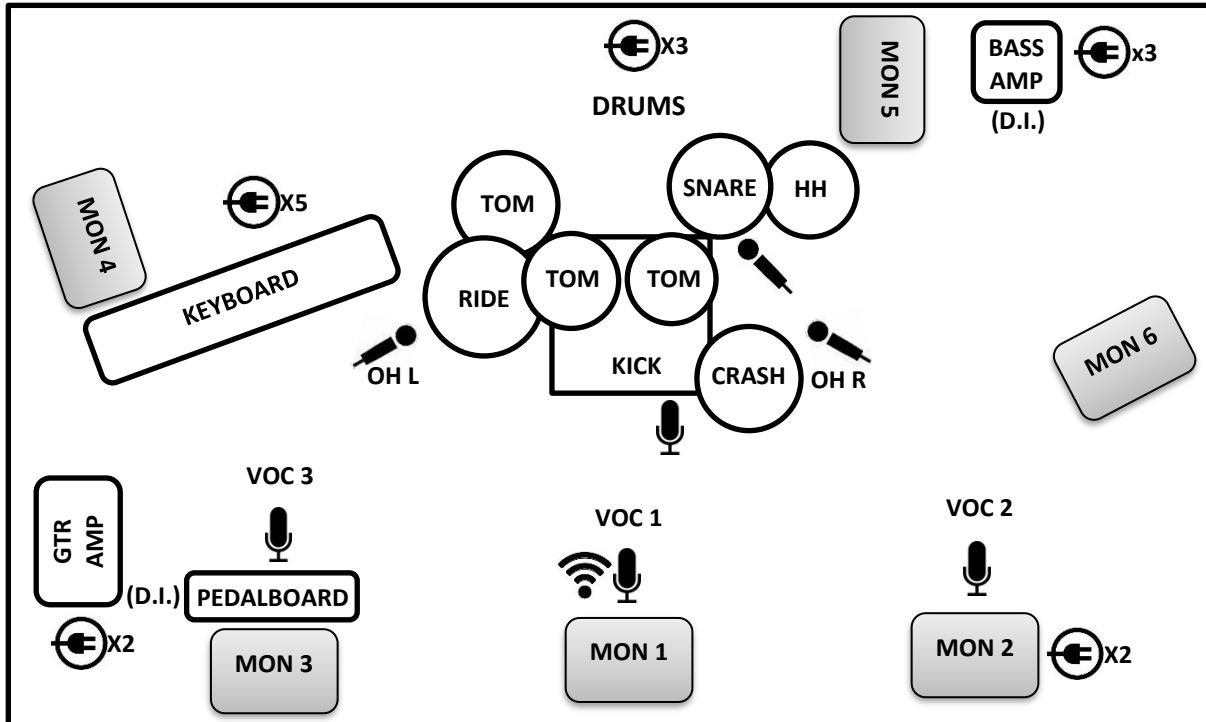 X3
DRUMS
MON 5
BASS
AMP
x3
(D.I.)
MON 4
X5
KEYBOARD
TOM
SNARE
HH
RIDE
TOM
TOM
KICK
CRASH
OH L
OH R
MON 6
GTR
AMP
(D.I.)
X2
VOC 3
PEDALBOARD
MON 3
VOC 1
MON 1
VOC 2
MON 2
X2